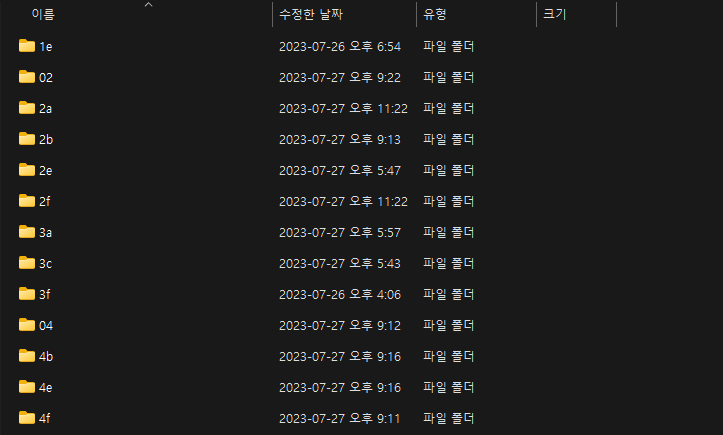 이름 수정한 날짜 유형 크기
1e 2023-07-26 오후 6:54 파일 폴더
02 2023-07-27 오후 9:22 파일 폴더
2a 2023-07-27 오후 11:22 파일 폴더
2b 2023-07-27 오후 9:13 파일 폴더
2e 2023-07-27 오후 5:47 파일 폴더
2f 2023-07-27 오후 11:22 파일 폴더
3a 2023-07-27 오후 5:57 파일 폴더
3c 2023-07-27 오후 5:43 파일 폴더
3f 2023-07-26 오후 4:06 파일 폴더
04 2023-07-27 오후 9:12 파일 폴더
4b 2023-07-27 오후 9:16 파일 폴더
4e 2023-07-27 오후 9:16 파일 폴더
4f 2023-07-27 오후 9:11 파일 폴더